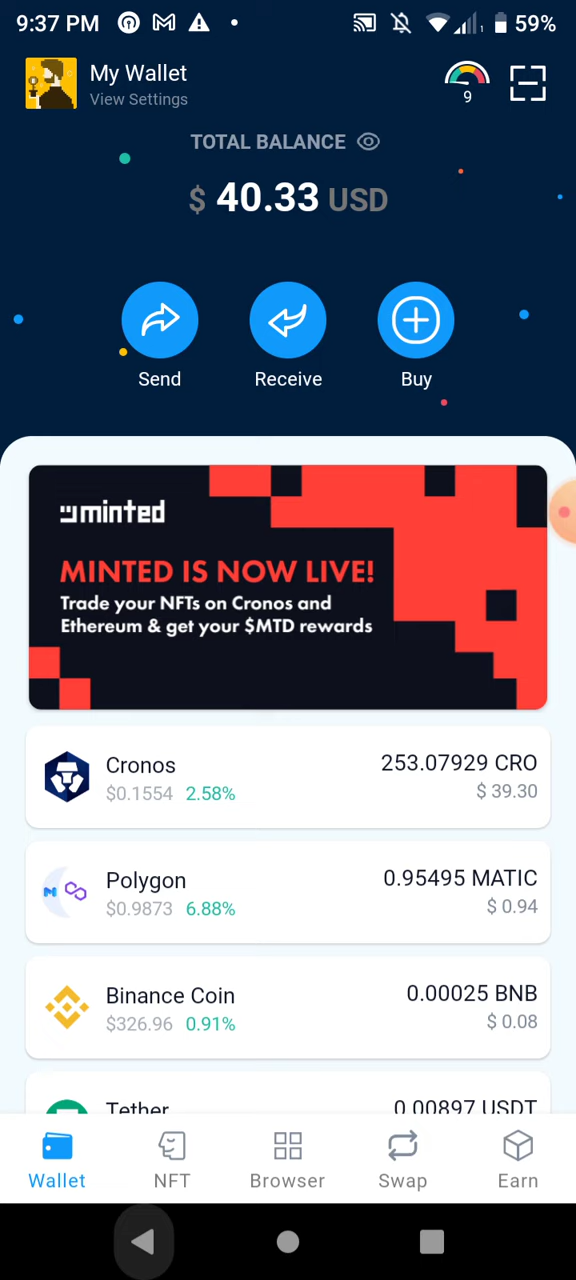 9:37 PM
1
59%
My Wallet
View Settings
9
TOTAL BALANCE
$ 40.33 USD
Send Receive Buy
minted
MINTED IS NOW LIVE!
Trade your NFTs on Cronos and
Ethereum & get your $MTD rewards
Cronos 253.07929 CRO
$0.1554 2.58% $ 39.30
Polygon 0.95495 MATIC
$0.9873 6.88% $ 0.94
Binance Coin 0.00025 BNB
$326.96 0.91% $ 0.08
Tether 0.00897 USDT
Wallet NFT Browser Swap Earn